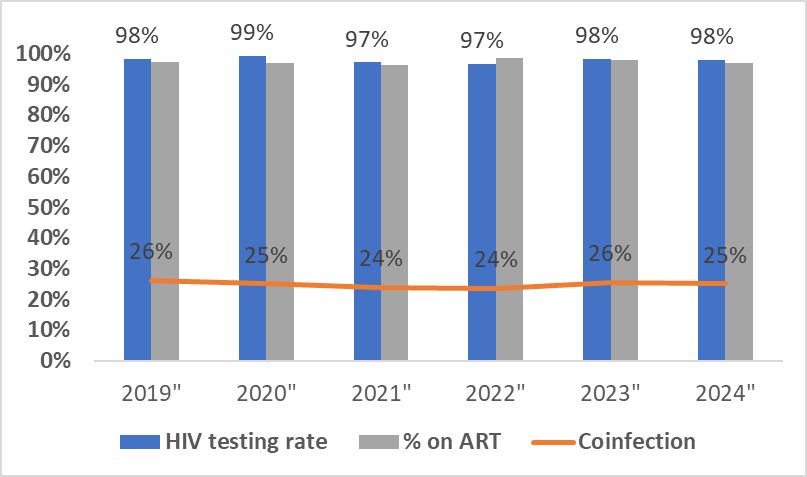 98% 99% 97% 97% 98% 98%
100%
90%
80%
70%
60%
50%
40%
30%
20%
10%
0%
26% 25% 24% 24% 26% 25%
2019" 2020" 2021" 2022" 2023" 2024"
HIV testing rate % on ART Coinfection